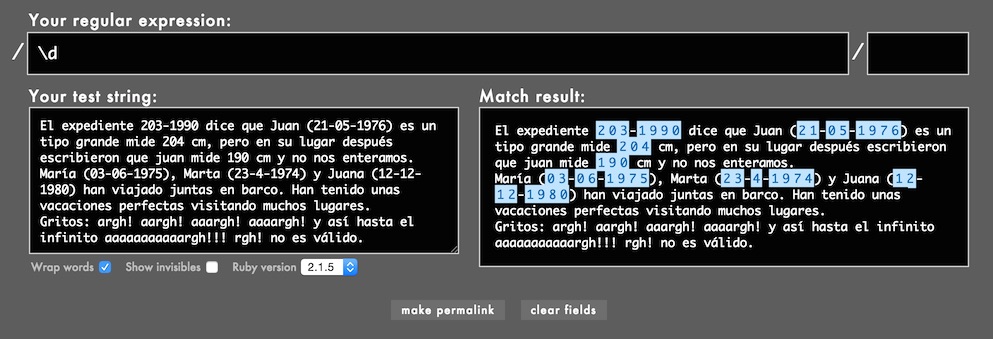 Your regular expression:
/ \d /
Your test string:
El expediente 203-1990 dice que Juan (21-05-1976) es un
tipo grande mide 204 cm, pero en su lugar después
escribieron que juan mide 190 cm y no nos enteramos.
María (03-06-1975), Marta (23-4-1974) y Juana (12-12-
1980) han viajado juntas en barco. Han tenido unas
vacaciones perfectas visitando muchos lugares.
Gritos: argh! aargh! aaargh! aaaargh! y así hasta el
infinito aaaaaaaaaaargh!!! rgh! no es válido.
Wrap words Show invisibles Ruby version 2.1.5
Match result:
El expediente 203-1990 dice que Juan (21-05-1976) es un
tipo grande mide 204 cm, pero en su lugar después escribieron
que juan mide 190 cm y no nos enteramos.
María (03-06-1975), Marta (23-4-1974) y Juana (12-
12-1980) han viajado juntas en barco. Han tenido unas
vacaciones perfectas visitando muchos lugares.
Gritos: argh! aargh! aaargh! aaaargh! y así hasta el infinito
aaaaaaaaaaargh!!! rgh! no es válido.
make permalink clear fields